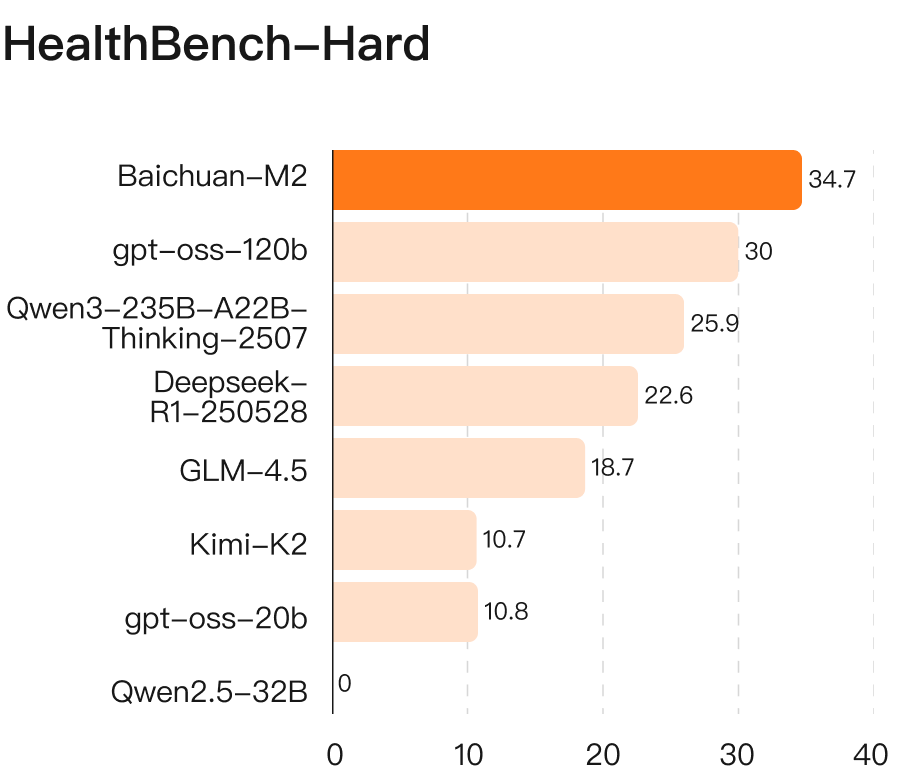 HealthBench–Hard
Baichuan–M2
34.7
gpt–oss–120b
30
Qwen3–235B–A22B–
Thinking–2507
25.9
Deepseek–
R1–250528
22.6
GLM–4.5
18.7
Kimi–K2
10.7
gpt–oss–20b
10.8
Qwen2.5–32B
0
0 10 20 30 40